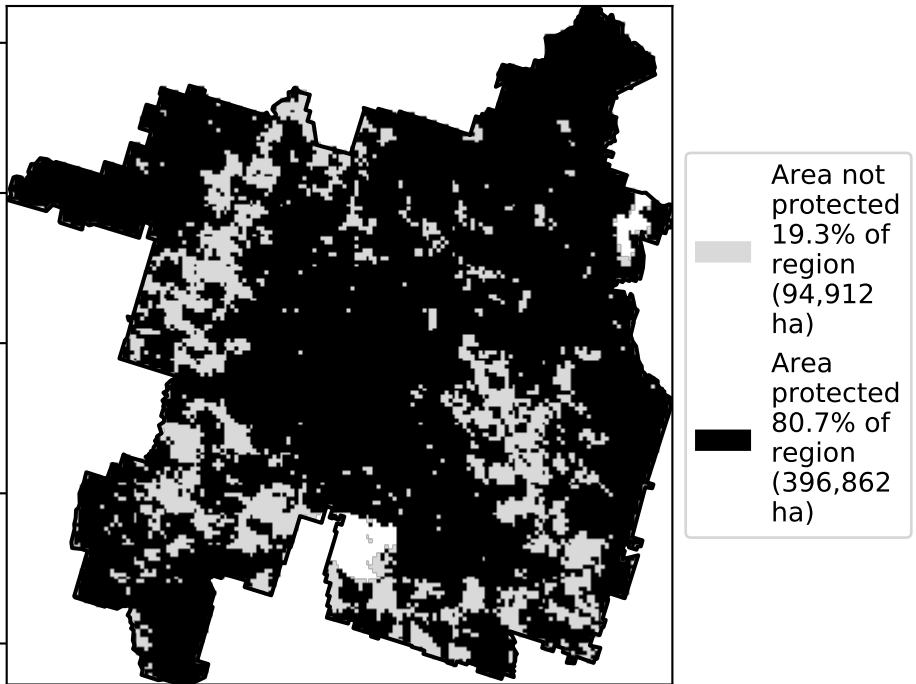 Area not
protected
19.3% of
region
(94,912
ha)
Area
protected
80.7% of
region
(396,862
ha)